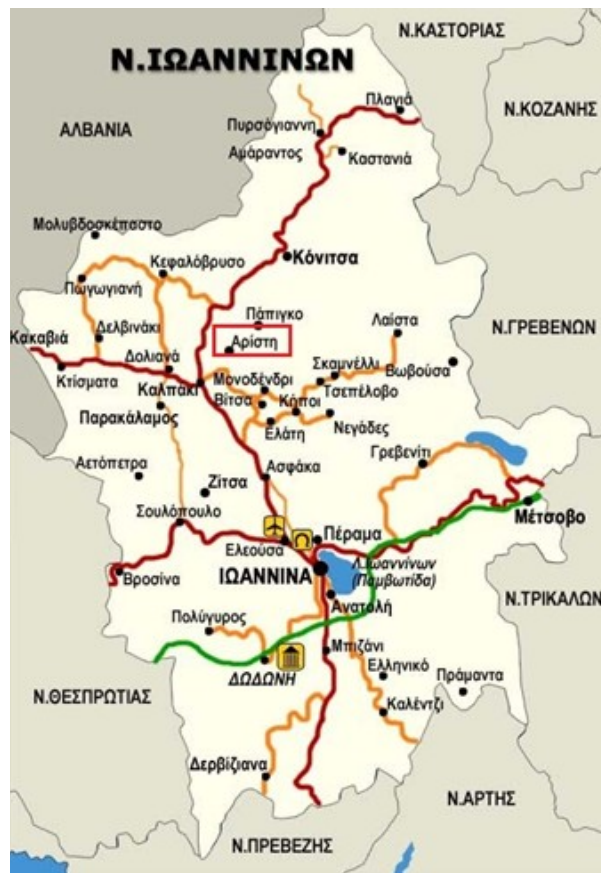 Ν.ΚΑΣΤΟΡΙΑΣ
Ν.ΙΩΑΝΝΙΝΩΝ
Πλαγιά
Ν.ΚΟΖΑΝΗΣ
ΑΛΒΑΝΙΑ
Πυρσόγιαννη
Αμάραντος
Καστανιά
Μολυβδοσκέπαστο
Κεφαλόβρυσο
Κόνιτσα
Πωγωγιανή
Πάπιγκο
Λαίστα
Κακαβιά
Δελβινάκι
Αρίστη
Ν.ΓΡΕΒΕΝΩΝ
Δολιανά
Σκαμνέλλι
Βωβούσα
Κτίσματα
Καλπάκι
Μονοδένδρι
Τσεπέλοβο
Βίτσα
Κήποι
Παρακάλαμος
Νεγάδες
Ελάτη
Γρεβενίτι
Αετόπετρα
Ασφάκα
Ζίτσα
Σουλόπουλο
Πέραμα
Μέτσοβο
Ελεούσα
Λ.Ιωαννίνων
(Παμβωτίδα)
ΙΩΑΝΝΙΝΑ
Βροσίνα
Ανατολή
Ν.ΤΡΙΚΑΛΩΝ
Πολύγυρος
Μπιζάνι
Ελληνικό
Πράμαντα
ΔΩΔΩΝΗ
Ν.ΘΕΣΠΡΩΤΙΑΣ
Καλέντζι
Δερβίζιανα
Ν.ΑΡΤΗΣ
Ν.ΠΡΕΒΕΖΗΣ